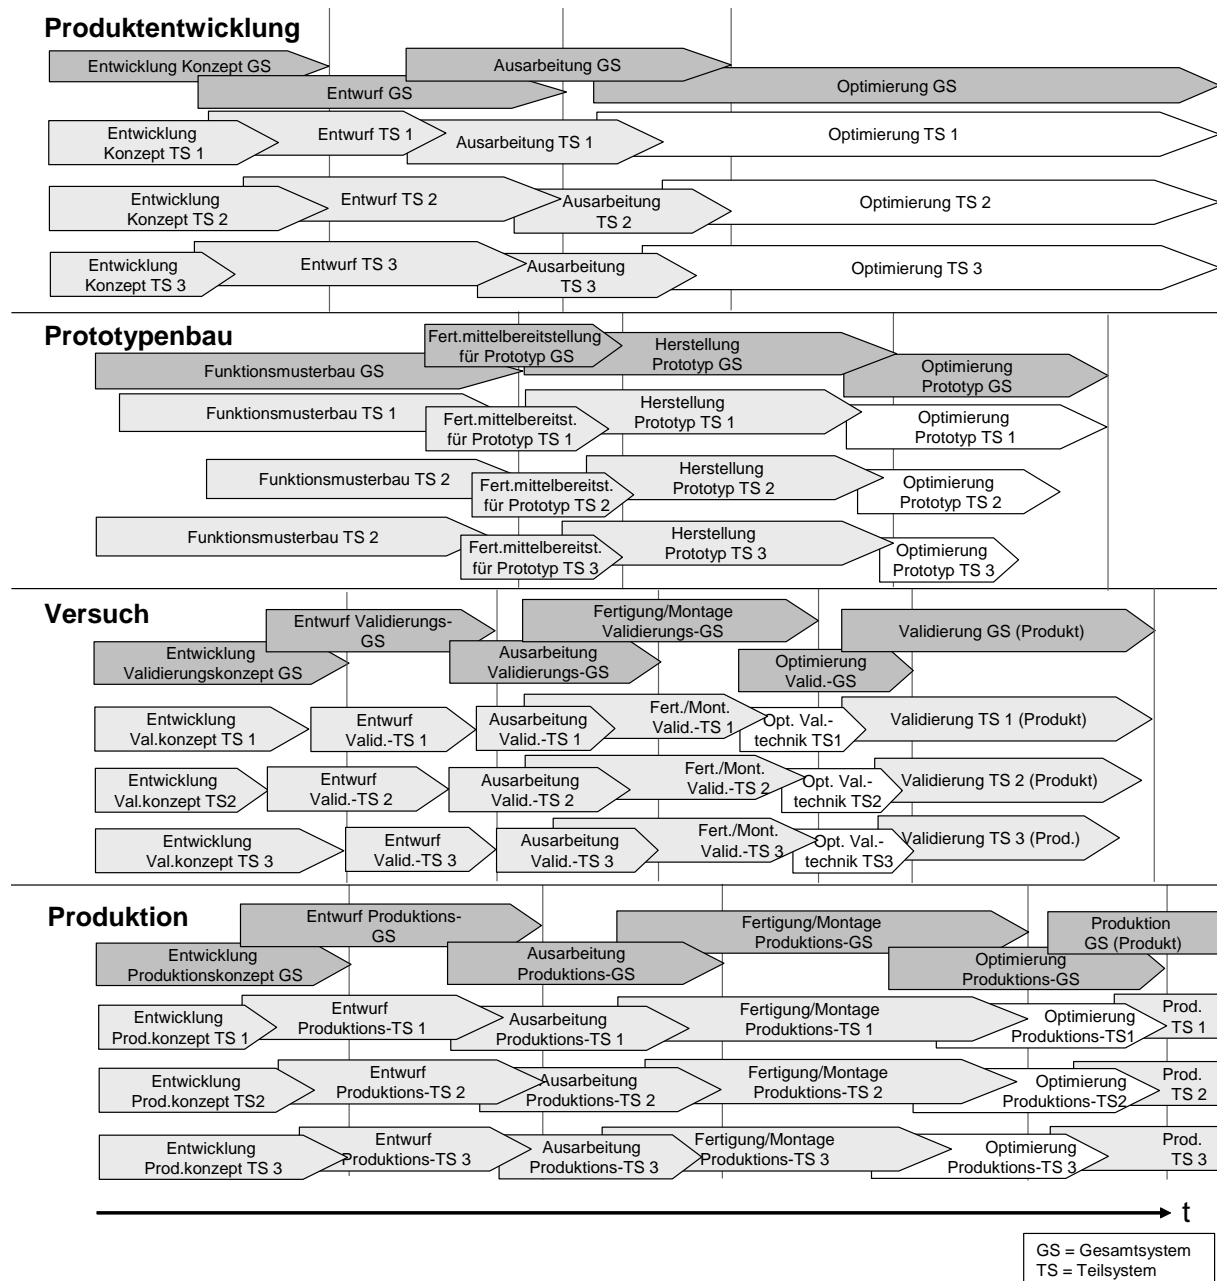 Produktentwicklung
Entwicklung Konzept GS
Ausarbeitung GS
Entwurf GS
Optimierung GS
Entwicklung
Konzept TS 1
Entwurf TS 1
Ausarbeitung TS 1
Optimierung TS 1
Entwicklung
Konzept TS 2
Entwurf TS 2
Ausarbeitung
TS 2
Optimierung TS 2
Entwicklung
Konzept TS 3
Entwurf TS 3
Ausarbeitung
TS 3
Optimierung TS 3
Prototypenbau
Fert.mittelbereitstellung
für Prototyp GS
Herstellung
Prototyp GS
Funktionsmusterbau GS
Optimierung
Prototyp GS
Funktionsmusterbau TS 1
Fert.mittelbereitst.
für Prototyp TS 1
Herstellung
Prototyp TS 1
Optimierung
Prototyp TS 1
Funktionsmusterbau TS 2
Fert.mittelbereitst.
für Prototyp TS 2
Herstellung
Prototyp TS 2
Optimierung
Prototyp TS 2
Funktionsmusterbau TS 2
Fert.mittelbereitst.
für Prototyp TS 3
Herstellung
Prototyp TS 3
Optimierung
Prototyp TS 3
Versuch
Entwurf Validierungs-
GS
Fertigung/Montage
Validierungs-GS
Validierung GS (Produkt)
Entwicklung
Validierungskonzept GS
Ausarbeitung
Validierungs-GS
Optimierung
Valid.-GS
Entwicklung
Val.konzept TS 1
Entwurf
Valid.-TS 1
Ausarbeitung
Valid.-TS 1
Fert./Mont.
Valid.-TS 1
Opt. Val.-
technik TS1
Validierung TS 1 (Produkt)
Entwicklung
Val.konzept TS2
Entwurf
Valid.-TS 2
Ausarbeitung
Valid.-TS 2
Fert./Mont.
Valid.-TS 2
Opt. Val.-
technik TS2
Validierung TS 2 (Produkt)
Entwicklung
Val.konzept TS 3
Entwurf
Valid.-TS 3
Ausarbeitung
Valid.-TS 3
Fert./Mont.
Valid.-TS 3
Opt. Val.-
technik TS3
Validierung TS 3 (Prod.)
Produktion
Entwurf Produktions-
GS
Fertigung/Montage
Produktions-GS
Produktion
GS (Produkt)
Entwicklung
Produktionskonzept GS
Ausarbeitung
Produktions-GS
Optimierung
Produktions-GS
Entwicklung
Prod.konzept TS 1
Entwurf
Produktions-TS 1
Ausarbeitung
Produktions-TS 1
Fertigung/Montage
Produktions-TS 1
Optimierung
Produktions-TS1
Prod.
TS 1
Entwicklung
Prod.konzept TS2
Entwurf
Produktions-TS 2
Ausarbeitung
Produktions-TS 2
Fertigung/Montage
Produktions-TS 2
Optimierung
Produktions-TS2
Prod.
TS 2
Entwicklung
Prod.konzept TS 3
Entwurf
Produktions-TS 3
Ausarbeitung
Produktions-TS 3
Fertigung/Montage
Produktions-TS 3
Optimierung
Produktions-TS 3
Prod.
TS 3
t
GS = Gesamtsystem
TS = Teilsystem